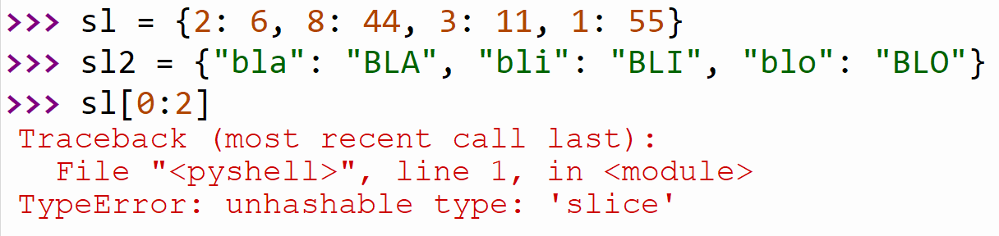 >>> sl = {2: 6, 8: 44, 3: 11, 1: 55}
>>> sl2 = {"bla": "BLA", "bli": "BLI", "blo": "BLO"}
>>> sl[0:2]
Traceback (most recent call last):
  File "<pyshell>", line 1, in <module>
TypeError: unhashable type: 'slice'